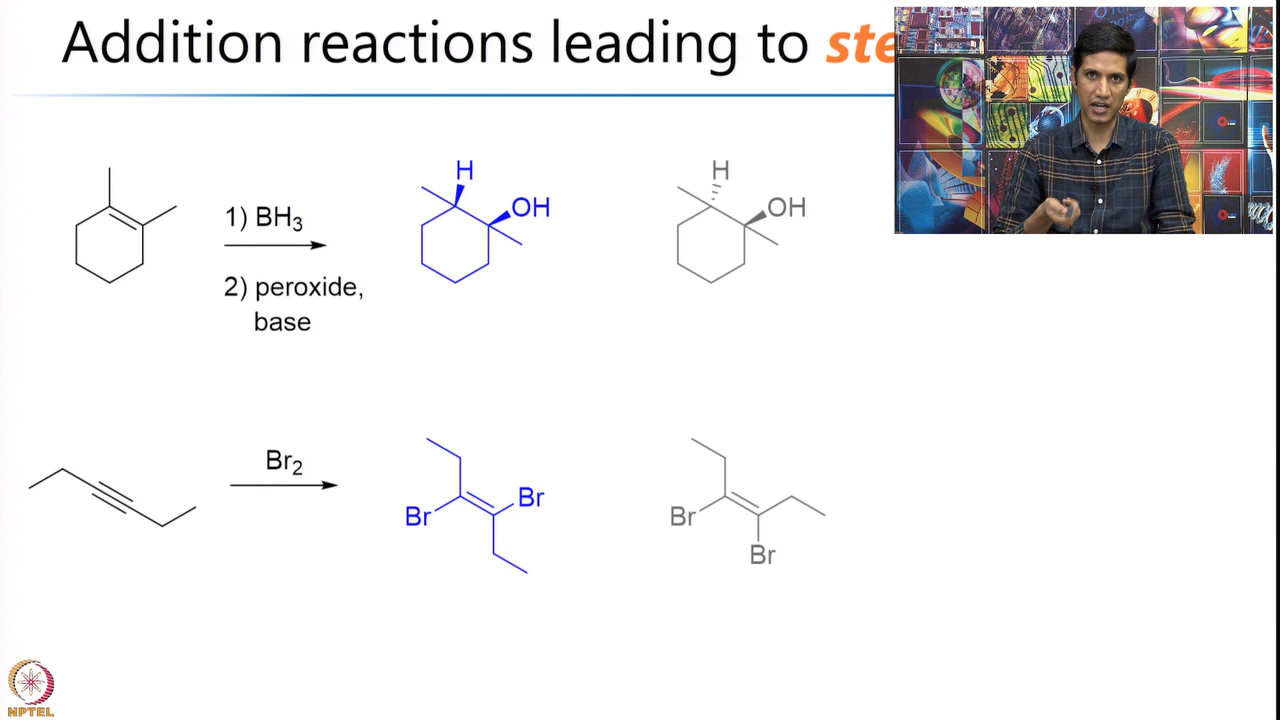 Addition reactions leading to ste
H
OH
H
OH
1) BH3
2) peroxide,
base
Br2
Br
Br
Br
Br
NPTEL